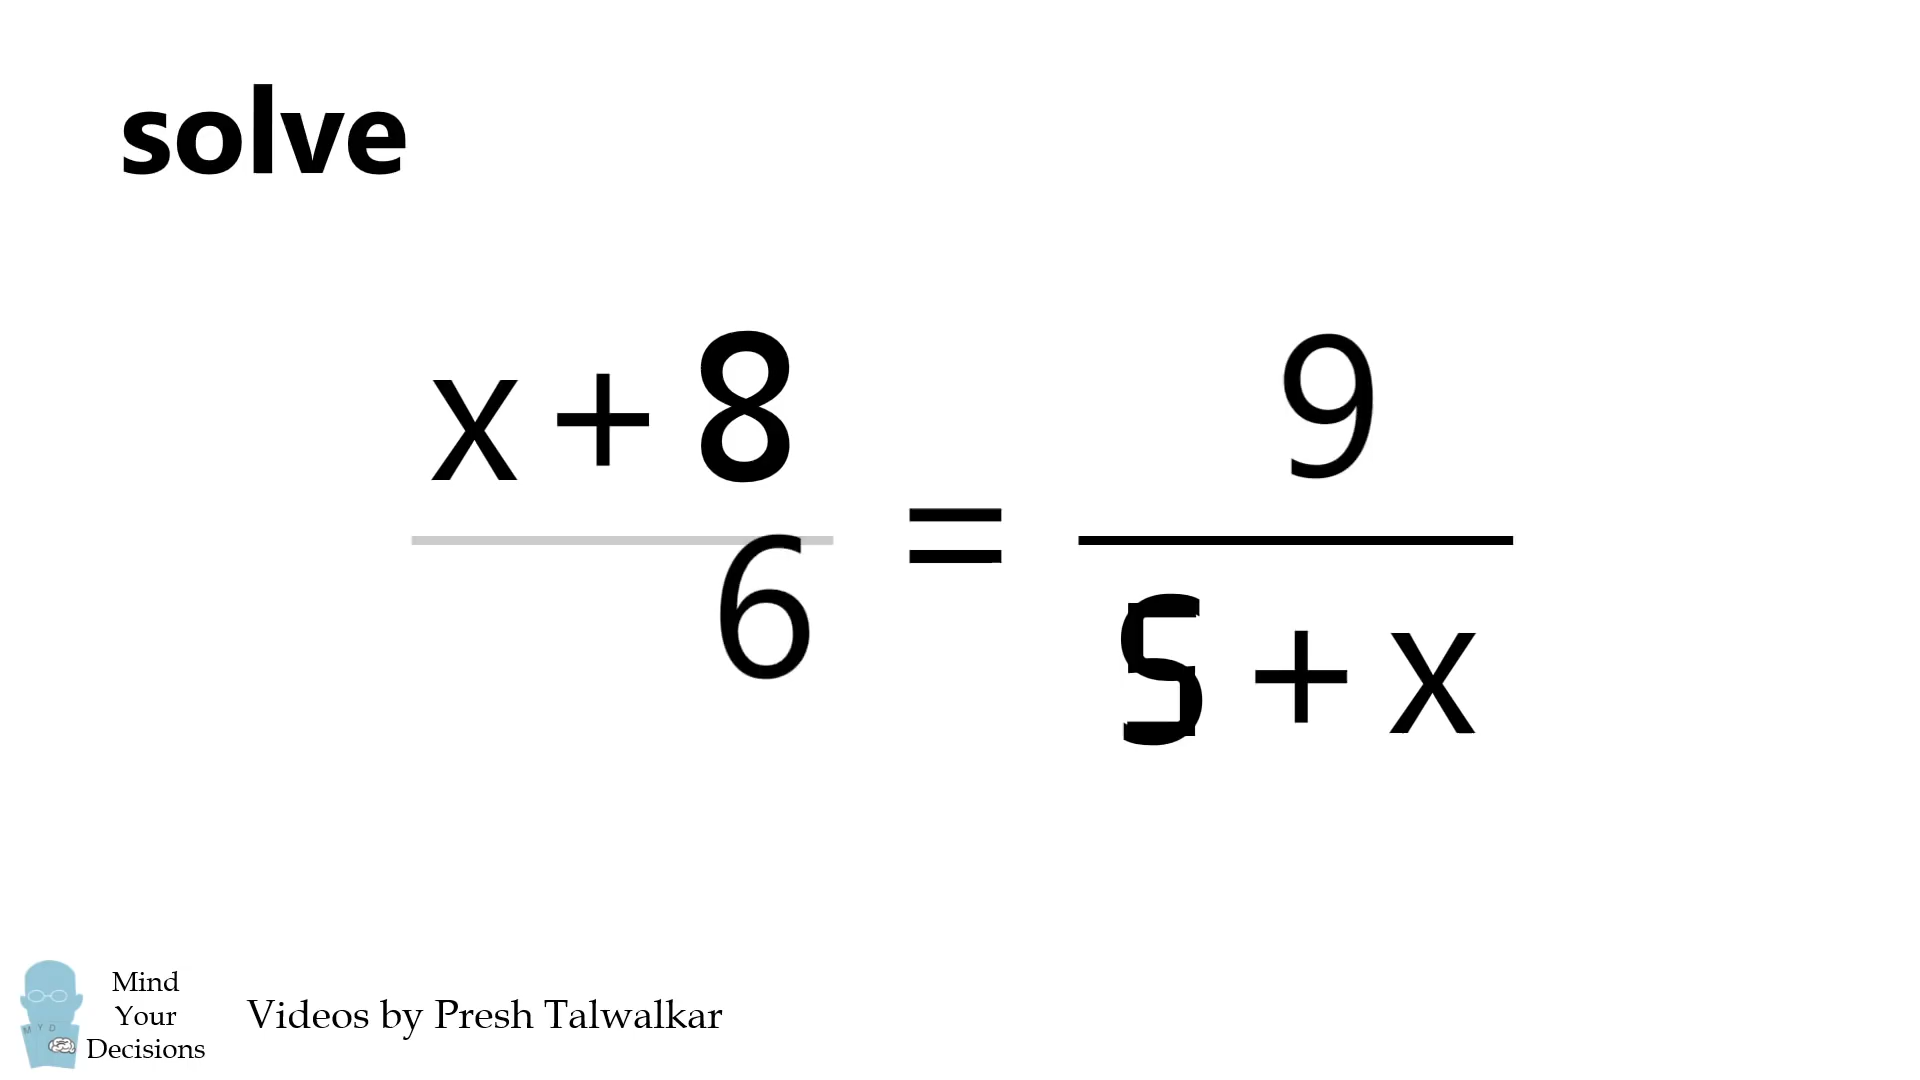 solve
x + 8 = 9
6 5 + x
M Y D
Mind
Your
Decisions
Videos by Presh Talwalkar